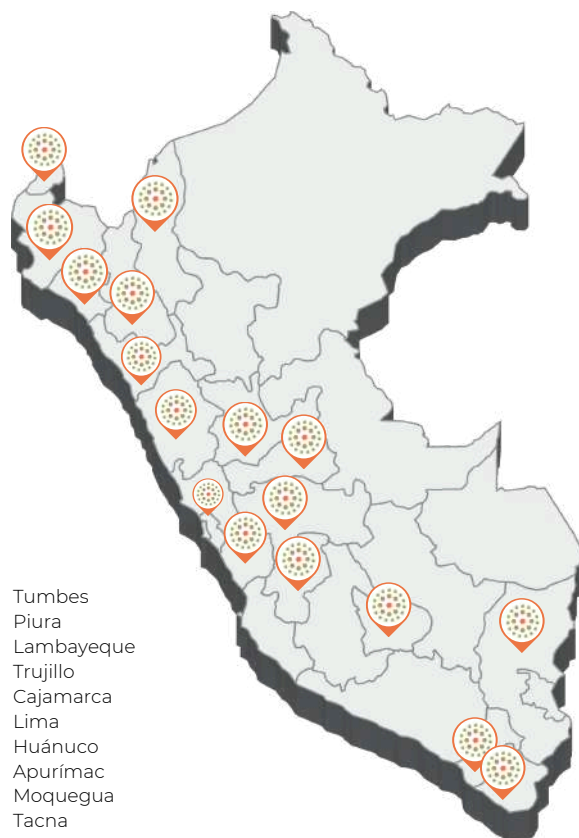 Tumbes
Piura
Lambayeque
Trujillo
Cajamarca
Lima
Huánuco
Apurímac
Moquegua
Tacna